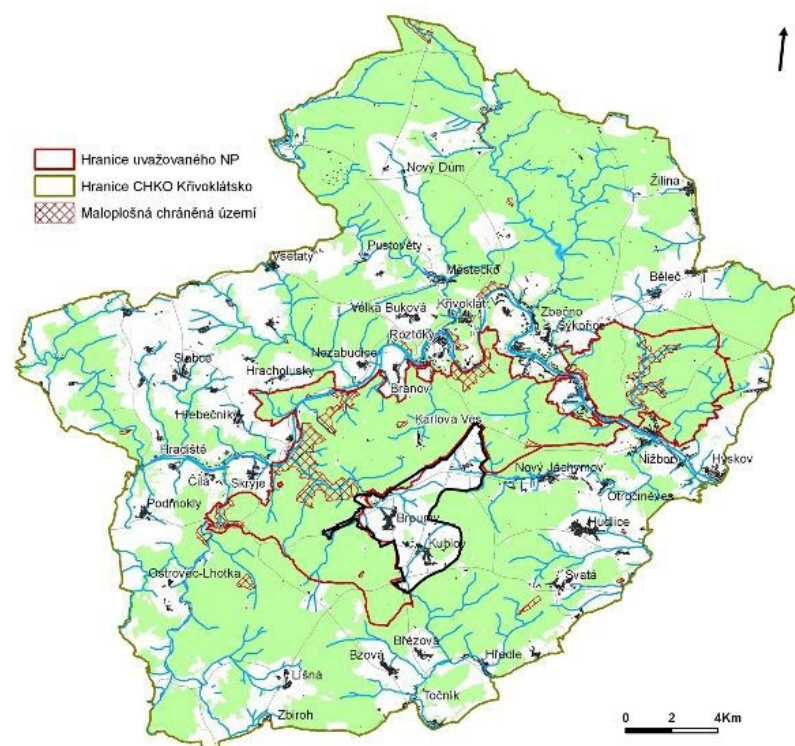 Hranice uvažovaného NP
Hranice CHKO Křivoklátsko
Maloplošná chráněná území
Nový Dům
Žilina
Pustověty
Všetaty
Městečko
Běleč
Velká Buková
Křivoklát
Zbečno
Sýkořice
Roztoky
Nezabudice
Slabce
Hracholusky
Branov
Hřebečníky
Karlova Ves
Hradiště
Nižbor
Hýskov
Čilá
Skryje
Nový Jáchymov
Otročiněves
Podmokly
Broumy
Hudlice
Kublov
Ostrovec-Lhotka
Svatá
Březová
Bzová
Hředle
Líšná
Točník
Zbiroh
0 2 4Km